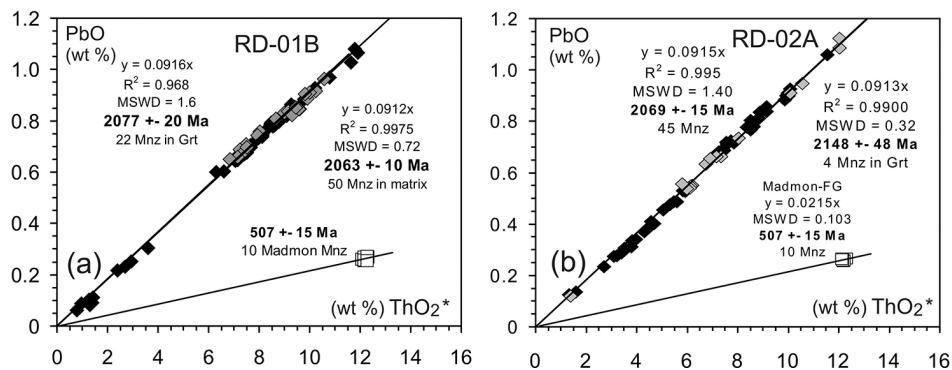 1.2
1.0
0.8
0.6
0.4
0.2
0
PbO
(wt %)
RD-01B
y = 0.0916x
R² = 0.968
MSWD = 1.6
2077 +- 20 Ma
22 Mnz in Grt
y = 0.0912x
R² = 0.9975
MSWD = 0.72
2063 +- 10 Ma
50 Mnz in matrix
507 +- 15 Ma
10 Madmon Mnz
(a)
(wt %) ThO₂*
0 2 4 6 8 10 12 14 16
1.2
1.0
0.8
0.6
0.4
0.2
0
PbO
(wt %)
RD-02A
y = 0.0915x
R² = 0.995
MSWD = 1.40
2069 +- 15 Ma
45 Mnz
y = 0.0913x
R² = 0.9900
MSWD = 0.32
2148 +- 48 Ma
4 Mnz in Grt
Madmon-FG
y = 0.0215x
MSWD = 0.103
507 +- 15 Ma
10 Mnz
(b)
(wt %) ThO₂*
0 2 4 6 8 10 12 14 16